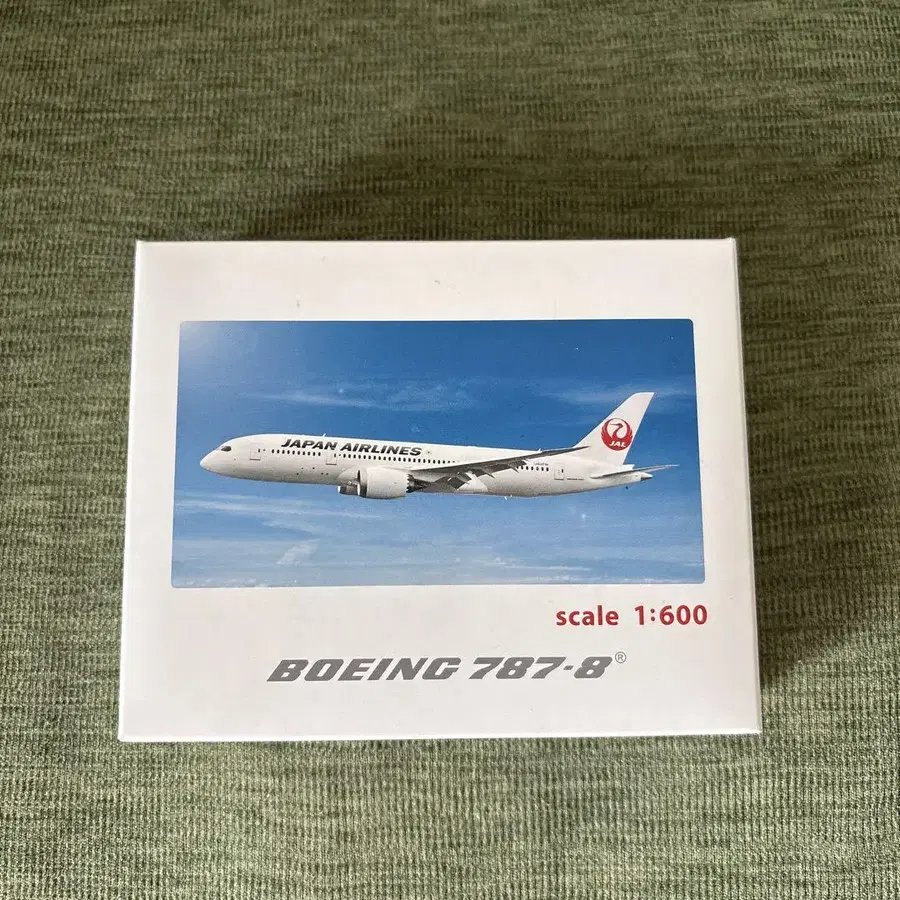 JAPAN AIRLINES
JAL
scale 1:600
BOEING 787-8®